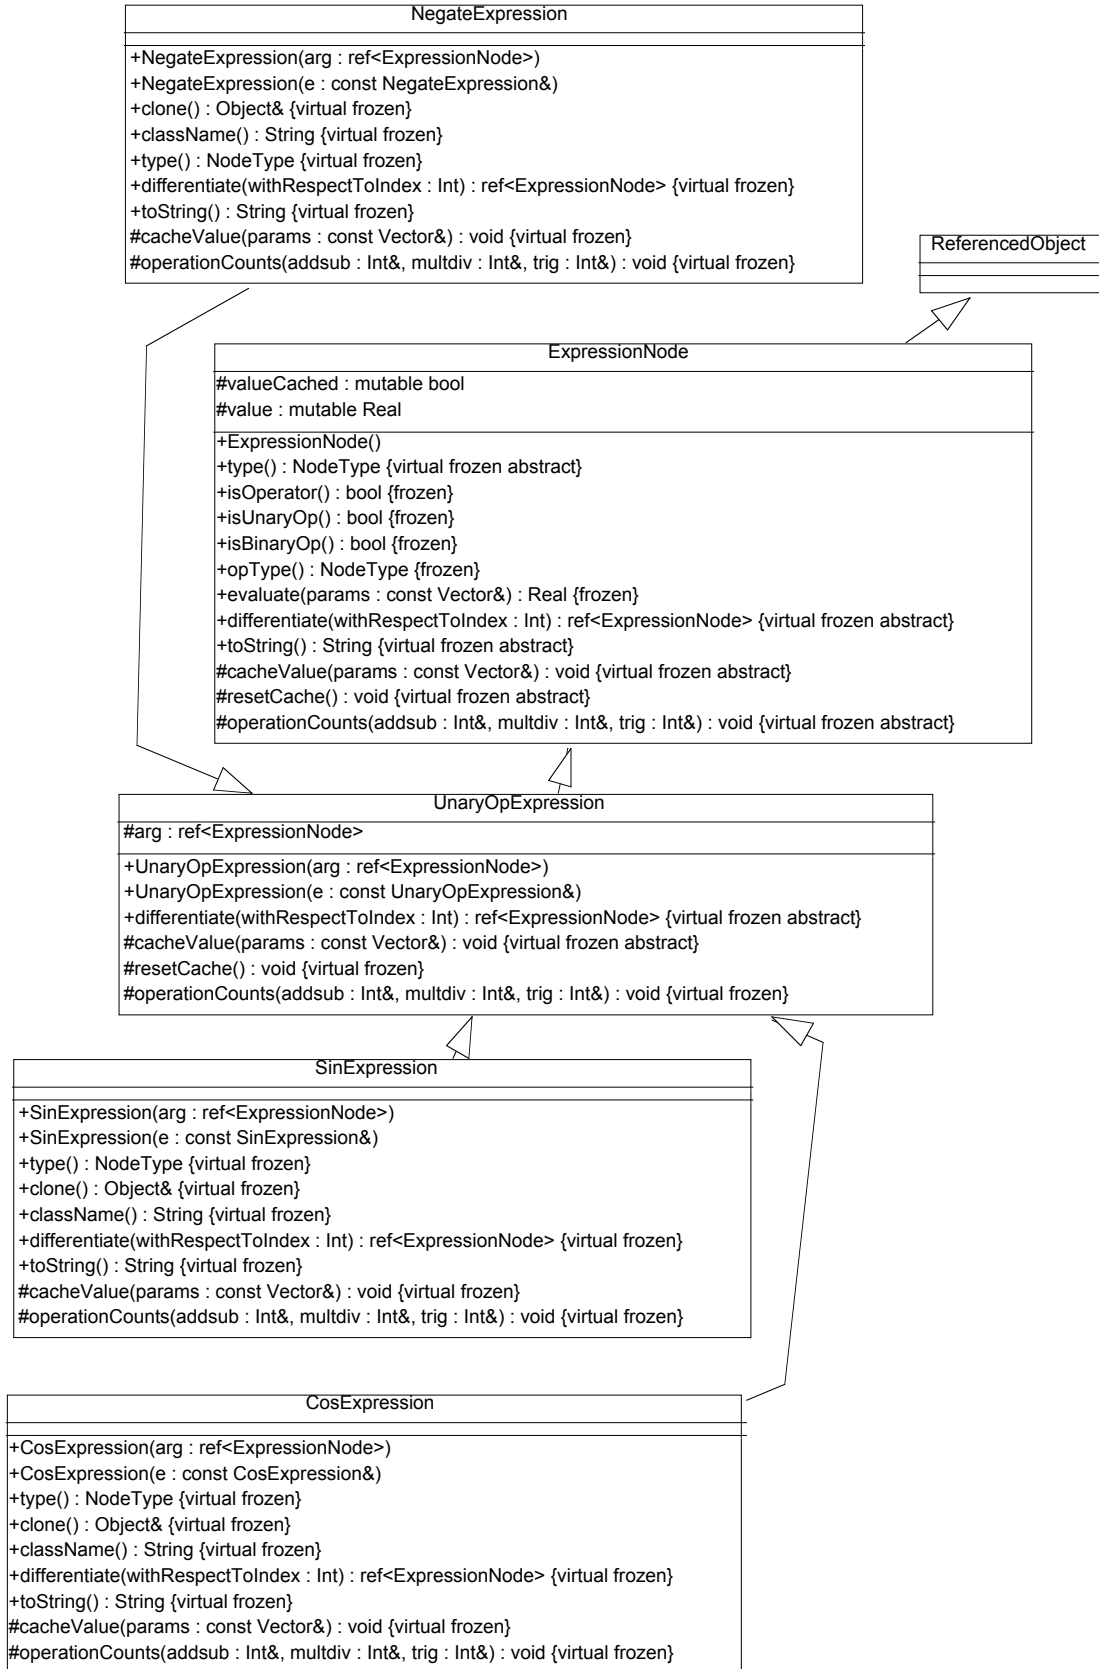 NegateExpression
+NegateExpression(arg : ref<ExpressionNode>)
+NegateExpression(e : const NegateExpression&)
+clone() : Object& {virtual frozen}
+className() : String {virtual frozen}
+type() : NodeType {virtual frozen}
+differentiate(withRespectToIndex : Int) : ref<ExpressionNode> {virtual frozen}
+toString() : String {virtual frozen}
#cacheValue(params : const Vector&) : void {virtual frozen}
#operationCounts(addsub : Int&, multdiv : Int&, trig : Int&) : void {virtual frozen}
ReferencedObject
ExpressionNode
#valueCached : mutable bool
#value : mutable Real
+ExpressionNode()
+type() : NodeType {virtual frozen abstract}
+isOperator() : bool {frozen}
+isUnaryOp() : bool {frozen}
+isBinaryOp() : bool {frozen}
+opType() : NodeType {frozen}
+evaluate(params : const Vector&) : Real {frozen}
+differentiate(withRespectToIndex : Int) : ref<ExpressionNode> {virtual frozen abstract}
+toString() : String {virtual frozen abstract}
#cacheValue(params : const Vector&) : void {virtual frozen abstract}
#resetCache() : void {virtual frozen abstract}
#operationCounts(addsub : Int&, multdiv : Int&, trig : Int&) : void {virtual frozen abstract}
UnaryOpExpression
#arg : ref<ExpressionNode>
+UnaryOpExpression(arg : ref<ExpressionNode>)
+UnaryOpExpression(e : const UnaryOpExpression&)
+differentiate(withRespectToIndex : Int) : ref<ExpressionNode> {virtual frozen abstract}
#cacheValue(params : const Vector&) : void {virtual frozen abstract}
#resetCache() : void {virtual frozen}
#operationCounts(addsub : Int&, multdiv : Int&, trig : Int&) : void {virtual frozen}
SinExpression
+SinExpression(arg : ref<ExpressionNode>)
+SinExpression(e : const SinExpression&)
+type() : NodeType {virtual frozen}
+clone() : Object& {virtual frozen}
+className() : String {virtual frozen}
+differentiate(withRespectToIndex : Int) : ref<ExpressionNode> {virtual frozen}
+toString() : String {virtual frozen}
#cacheValue(params : const Vector&) : void {virtual frozen}
#operationCounts(addsub : Int&, multdiv : Int&, trig : Int&) : void {virtual frozen}
CosExpression
+CosExpression(arg : ref<ExpressionNode>)
+CosExpression(e : const CosExpression&)
+type() : NodeType {virtual frozen}
+clone() : Object& {virtual frozen}
+className() : String {virtual frozen}
+differentiate(withRespectToIndex : Int) : ref<ExpressionNode> {virtual frozen}
+toString() : String {virtual frozen}
#cacheValue(params : const Vector&) : void {virtual frozen}
#operationCounts(addsub : Int&, multdiv : Int&, trig : Int&) : void {virtual frozen}